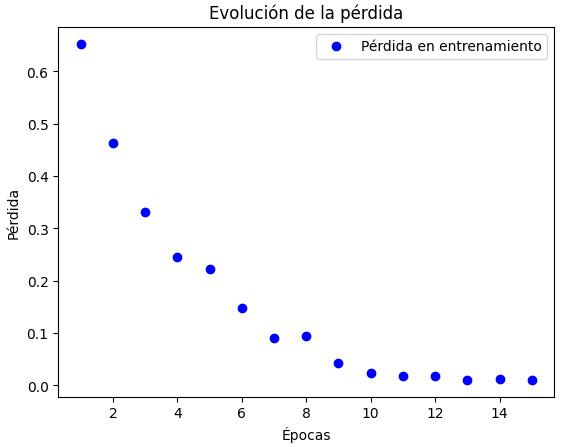 Evolución de la pérdida
Pérdida en entrenamiento
0.6
0.5
0.4
0.3
0.2
0.1
0.0
Pérdida
2 4 6 8 10 12 14
Épocas